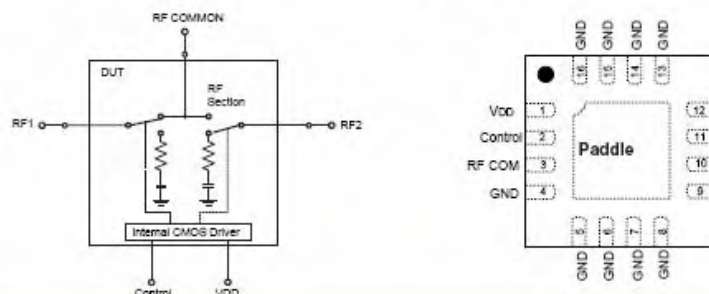 RF COMMON
DUT
RF
Section
RF1
RF2
Internal CMOS Driver
Control
VDD
GND GND GND GND
16 15 14 13
VDD 1
Control 2
RF COM 3
GND 4
Paddle
12
11
10
9
5 6 7 8
GND GND GND GND